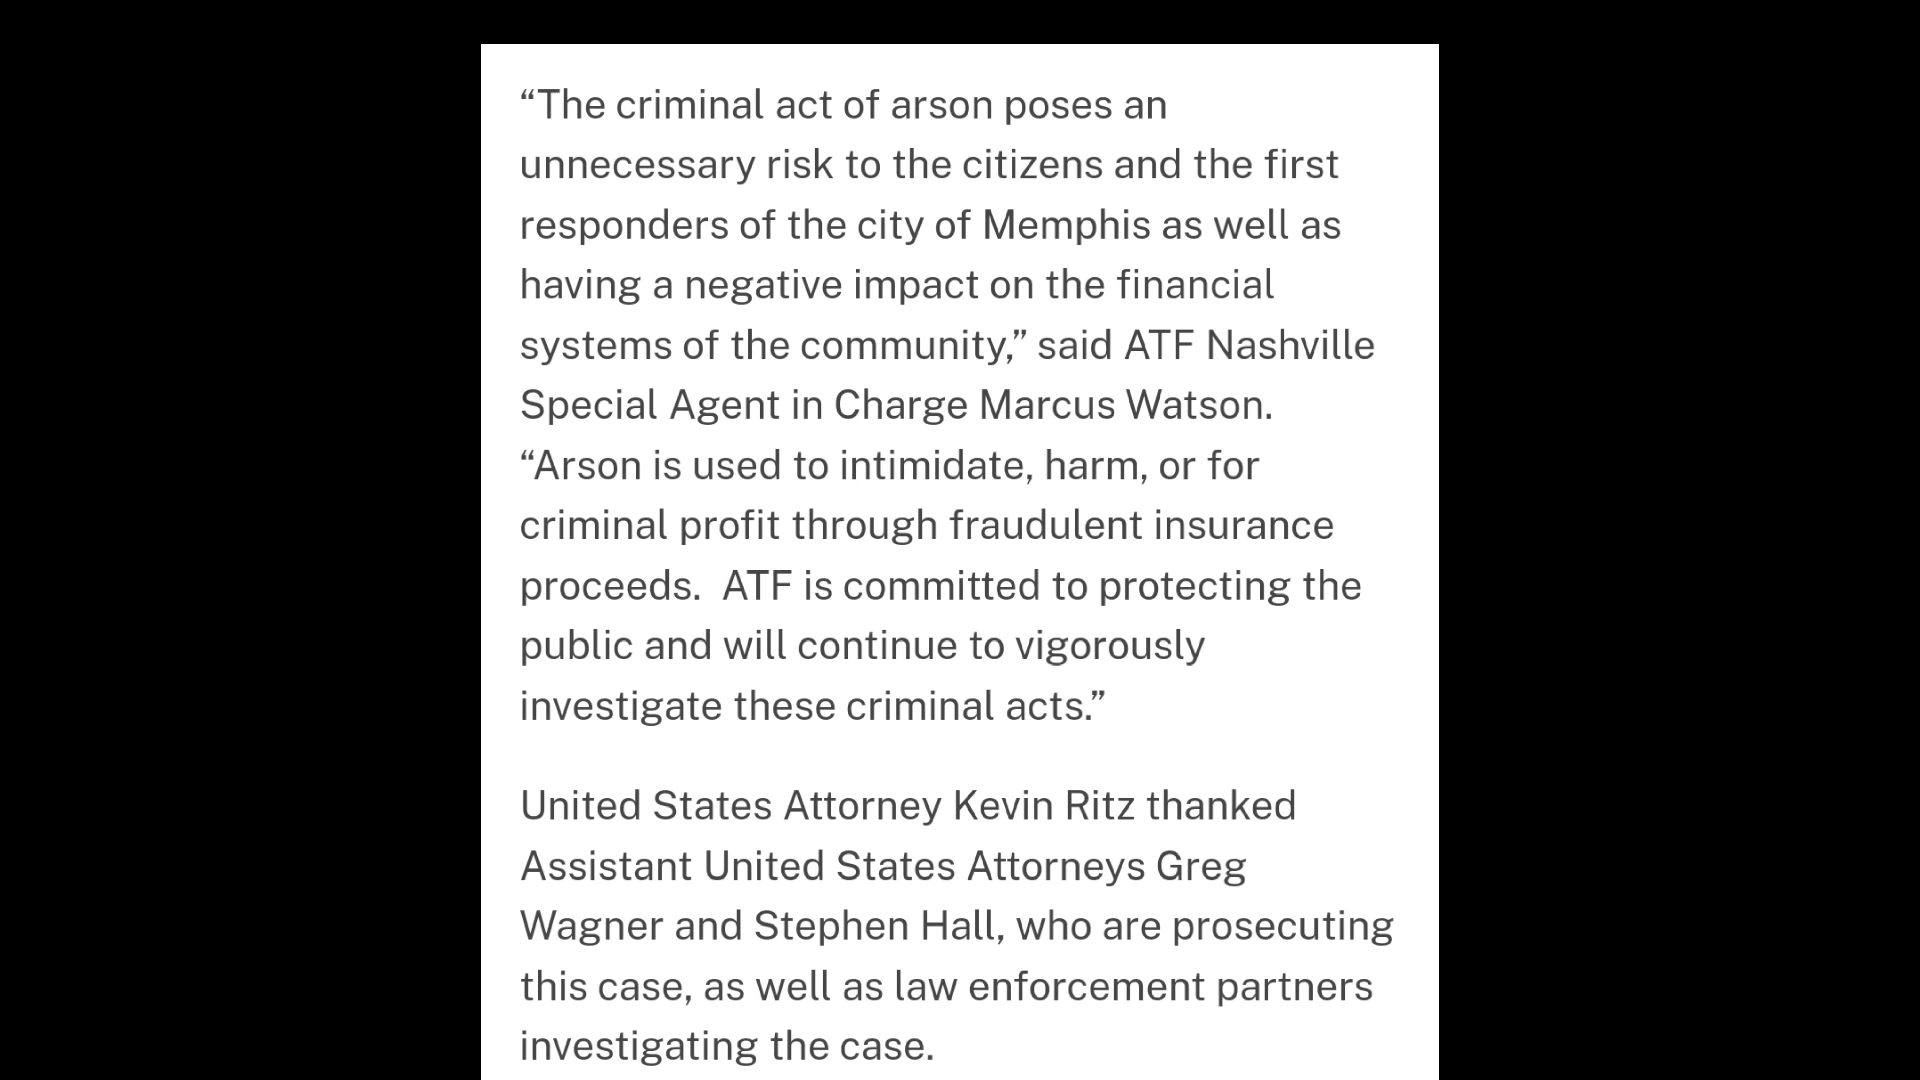 “The criminal act of arson poses an
unnecessary risk to the citizens and the first
responders of the city of Memphis as well as
having a negative impact on the financial
systems of the community,” said ATF Nashville
Special Agent in Charge Marcus Watson.
“Arson is used to intimidate, harm, or for
criminal profit through fraudulent insurance
proceeds.  ATF is committed to protecting the
public and will continue to vigorously
investigate these criminal acts.”
United States Attorney Kevin Ritz thanked
Assistant United States Attorneys Greg
Wagner and Stephen Hall, who are prosecuting
this case, as well as law enforcement partners
investigating the case.